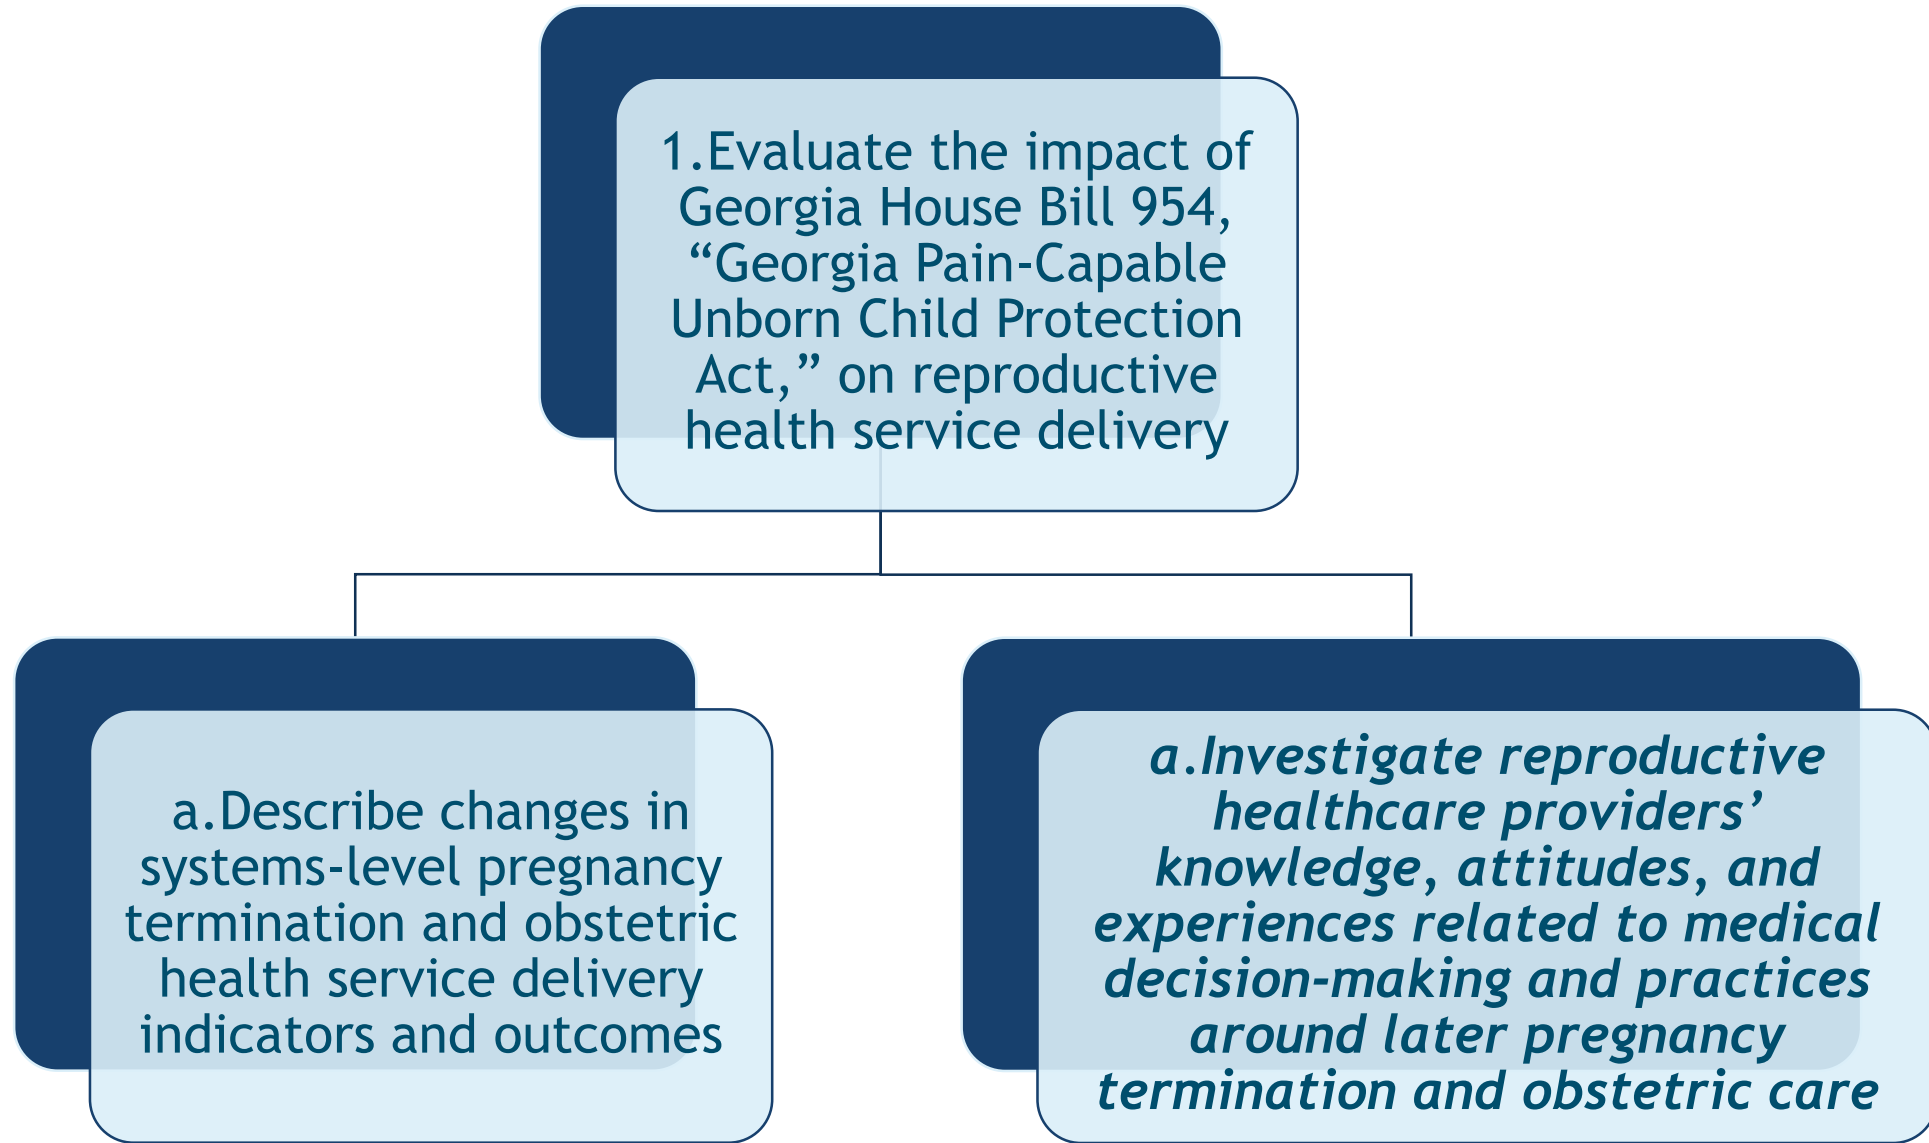 1.Evaluate the impact of
Georgia House Bill 954,
“Georgia Pain-Capable
Unborn Child Protection
Act,” on reproductive
health service delivery
a.Describe changes in
systems-level pregnancy
termination and obstetric
health service delivery
indicators and outcomes
a.Investigate reproductive
healthcare providers’
knowledge, attitudes, and
experiences related to medical
decision-making and practices
around later pregnancy
termination and obstetric care